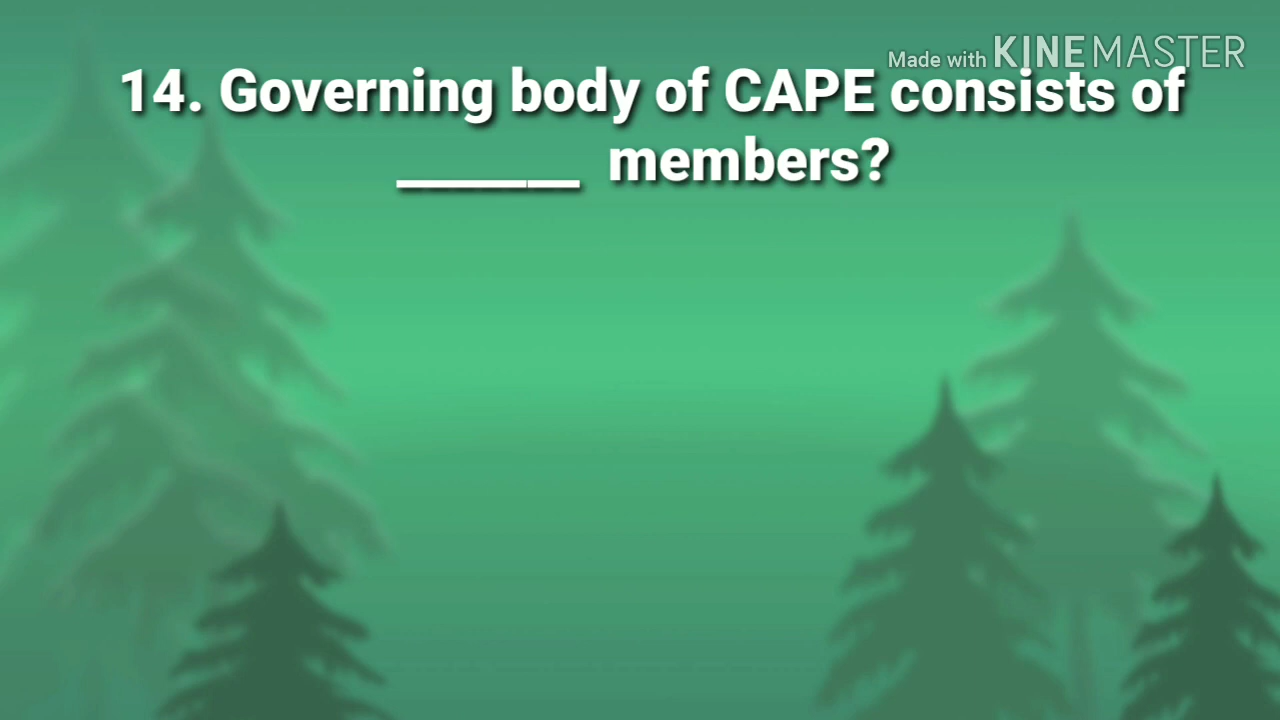 Made with KINEMASTER
14. Governing body of CAPE consists of
______ members?